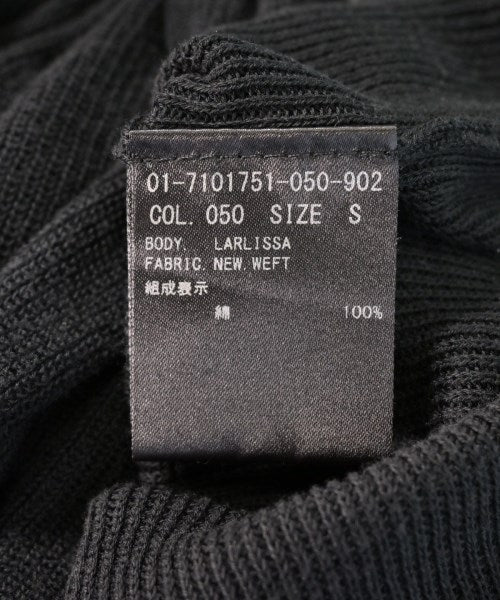 01-7101751-050-902
COL. 050 SIZE S
BODY. LARLISSA
FABRIC. NEW. WEFT
組成表示
綿 100%